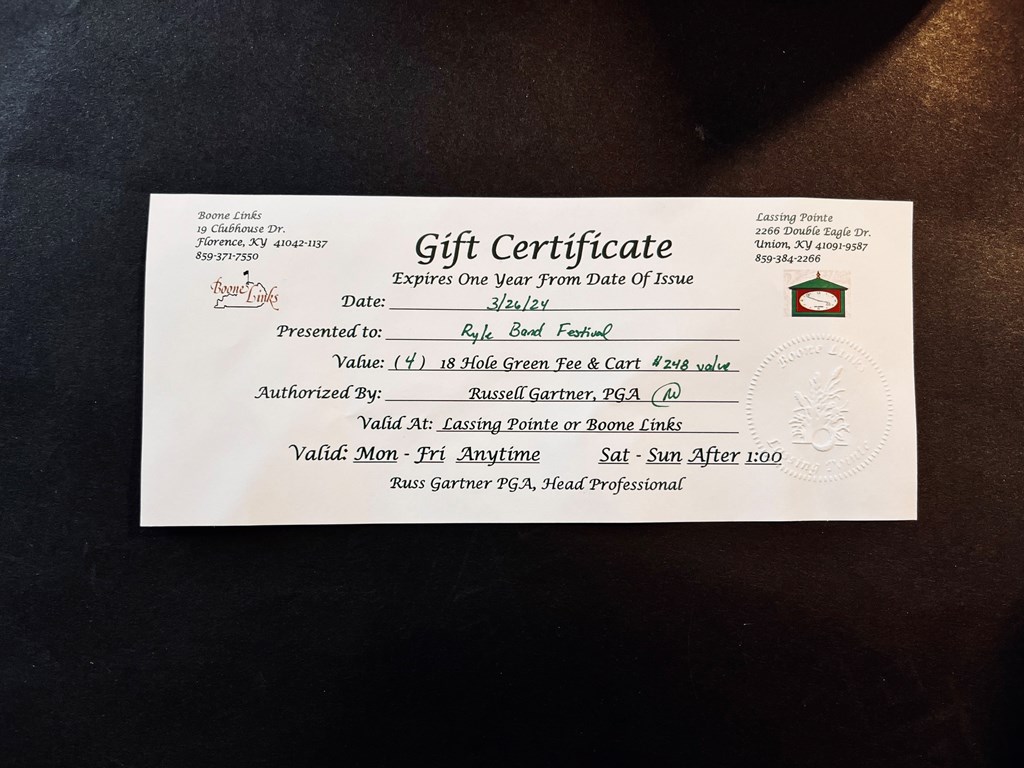 Boone Links
19 Clubhouse Dr.
Florence, KY 41042-1137
859-371-7550
Boone Links
Lassing Pointe
2266 Double Eagle Dr.
Union, KY 41091-9587
859-384-2266
Gift Certificate
Expires One Year From Date Of Issue
Date: 3/26/24
Presented to: Ryle Band Festival
Value: (4) 18 Hole Green Fee & Cart $248 value
Authorized By: Russell Gartner, PGA
Valid At: Lassing Pointe or Boone Links
Valid: Mon - Fri Anytime Sat - Sun After 1:00
Russ Gartner PGA, Head Professional
Boone Links
Lassing Pointe